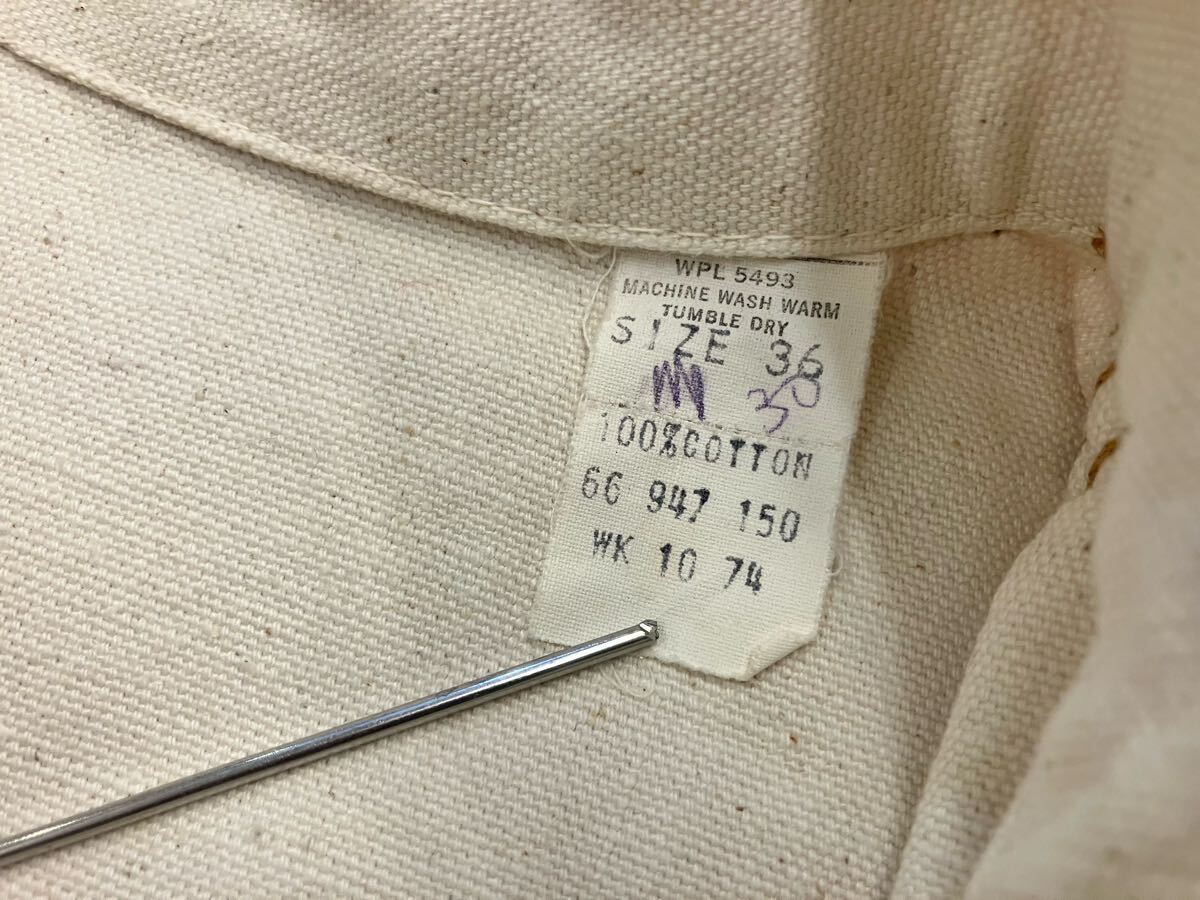 WPL 5493
MACHINE WASH WARM
TUMBLE DRY
SIZE 36
30
100%COTTON
66 947 150
WK 10 74